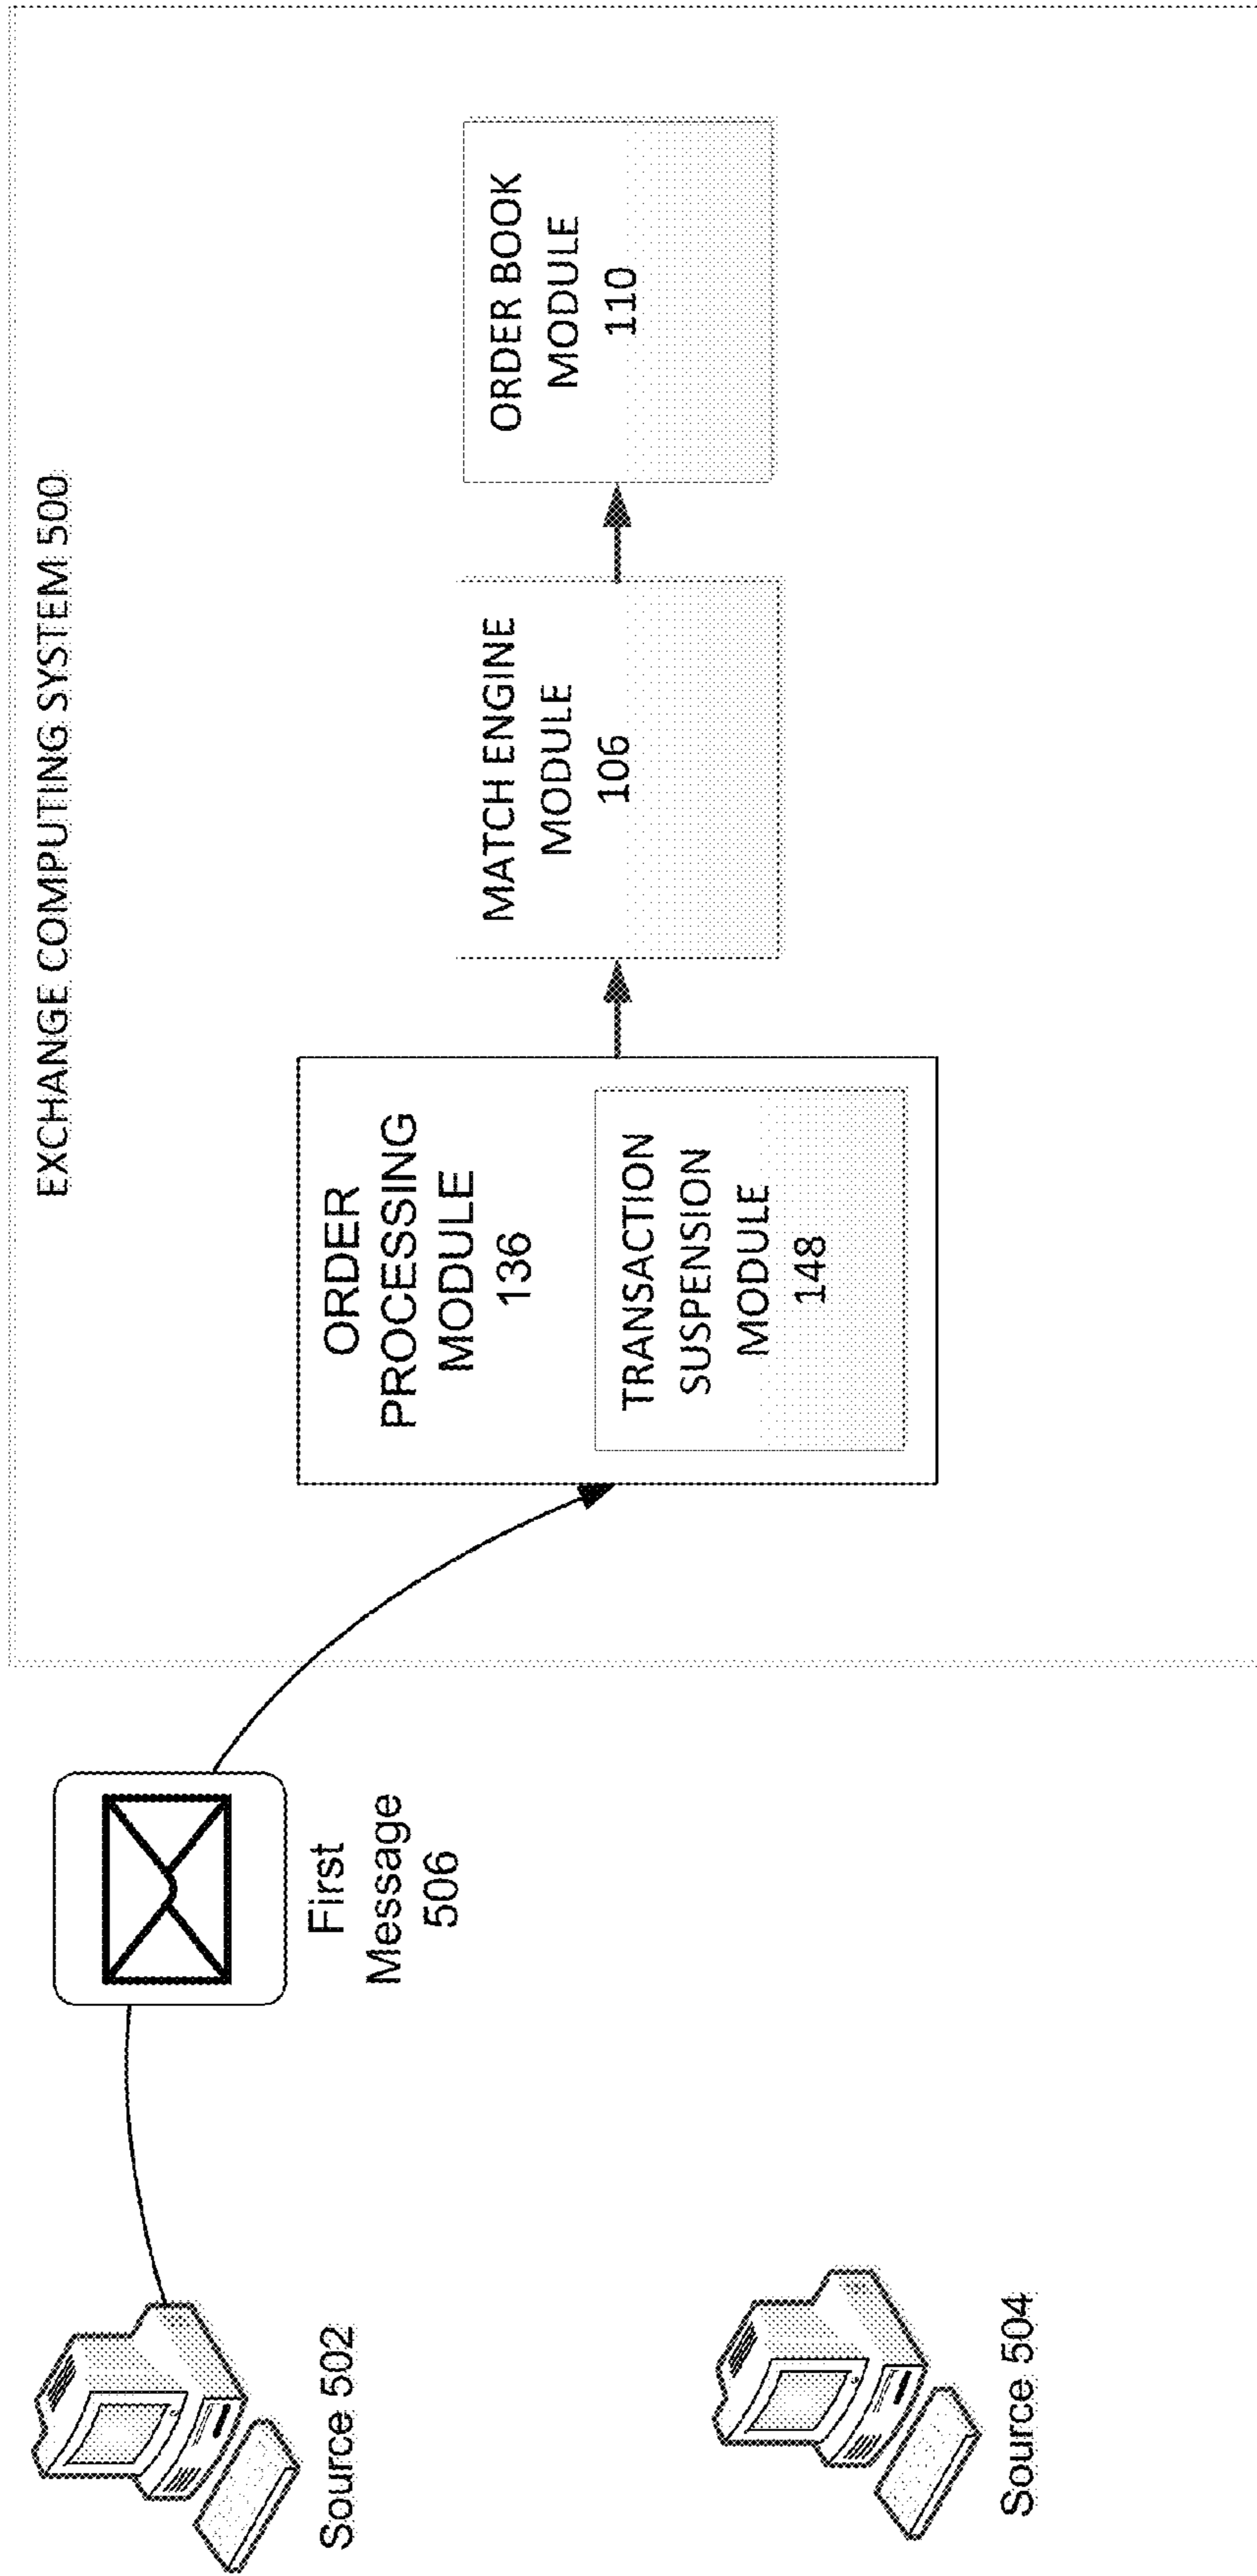 EXCHANGE COMPUTING SYSTEM 500
First
Message
506
Source 502
Source 504
ORDER
PROCESSING
MODULE
136
TRANSACTION
SUSPENSION
MODULE
148
MATCH ENGINE
MODULE
106
ORDER BOOK
MODULE
110